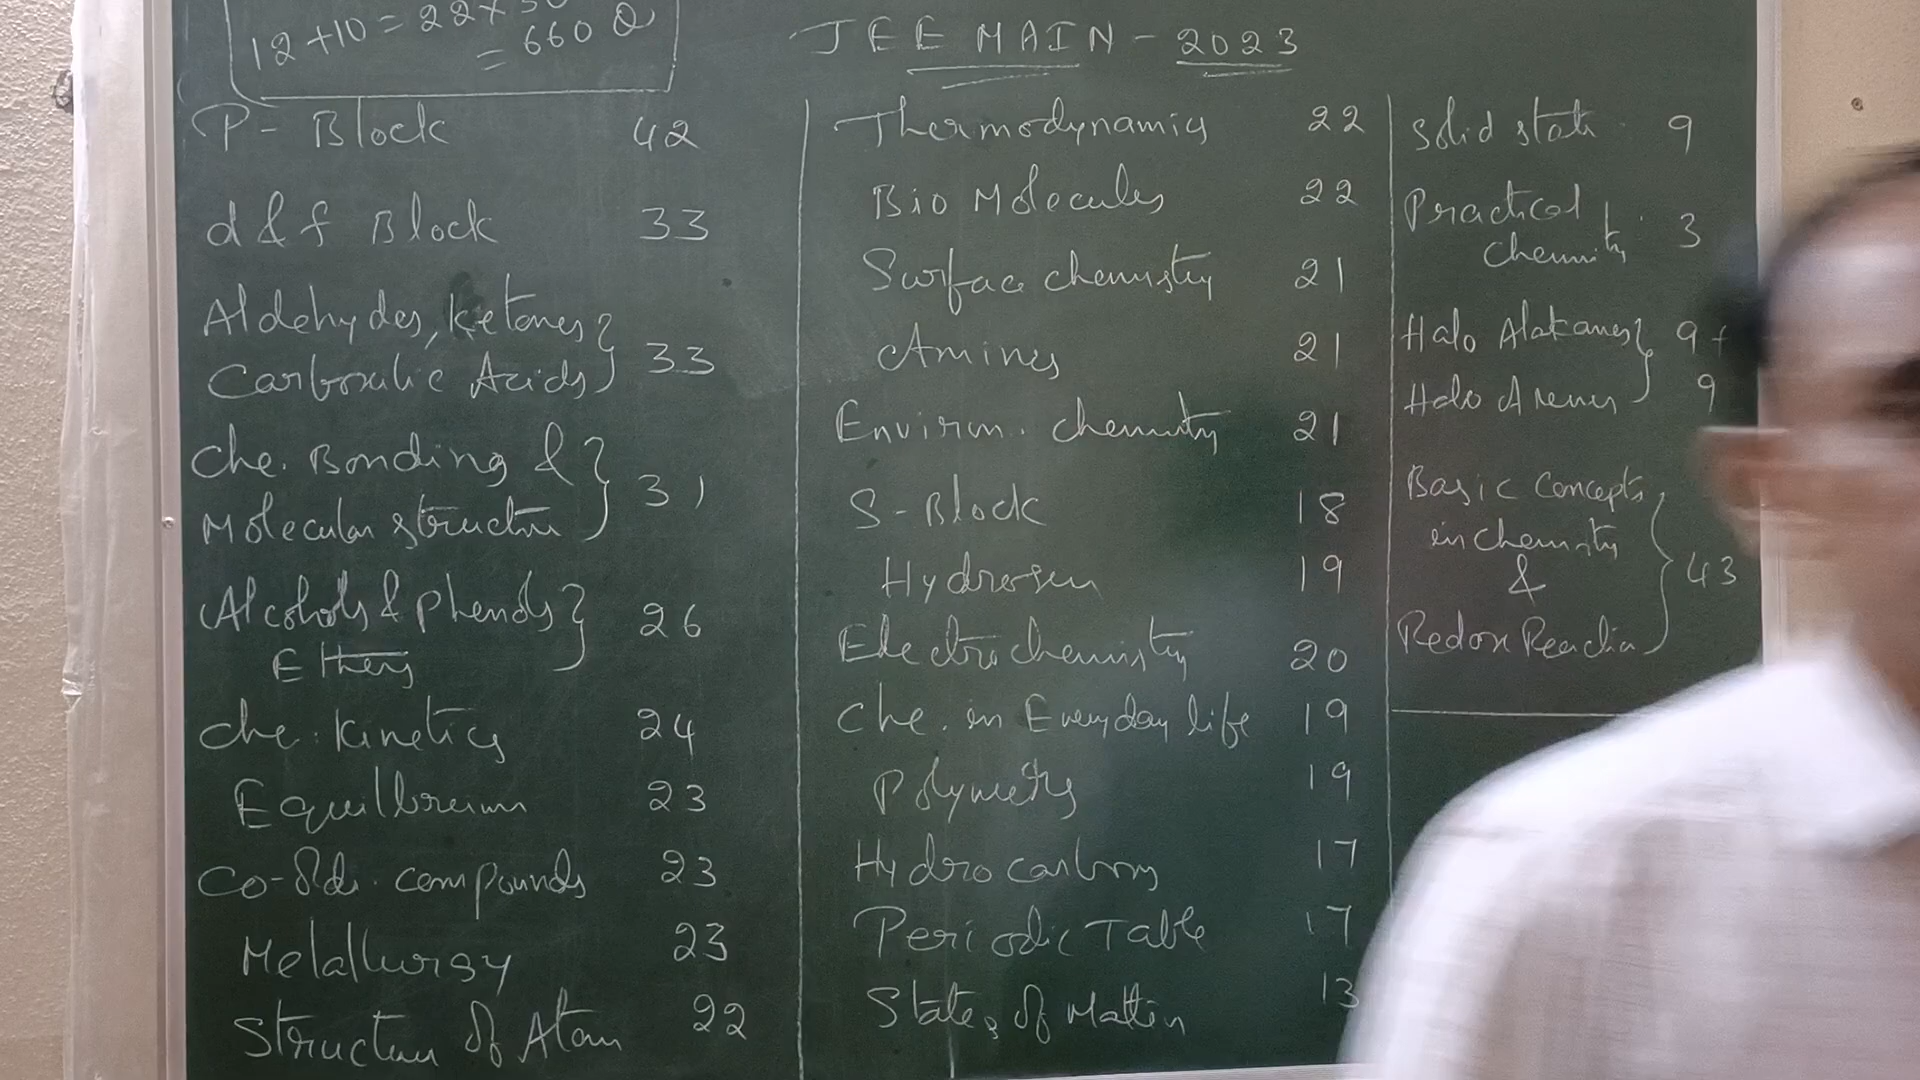 12+10 = 22 x 30
= 660 Q
JEE MAIN - 2023
P- Block 42
d & f Block 33
Aldehydes, ketones
Carboxylic Acids 33
che. Bonding &
Molecular structure 31
Alcohols & Phenols
Ethers 26
che. kinetics 24
Equilibrium 23
Co-Ord. compounds 23
Metallurgy 23
Structure of Atom 22
Thermodynamics 22
Bio Molecules 22
Surface chemistry 21
Amines 21
Environ. chemistry 21
S-Block 18
Hydrogen 19
Electrochemistry 20
Che. in Everyday life 19
Polymers 19
Hydrocarbons 17
Periodic Table 17
States of Matter 13
Solid state 9
Practical
chemistry 3
Halo Alakanes 9+
Halo Arenes 9
Basic Concepts
in chemistry
& 43
Redox Reaction